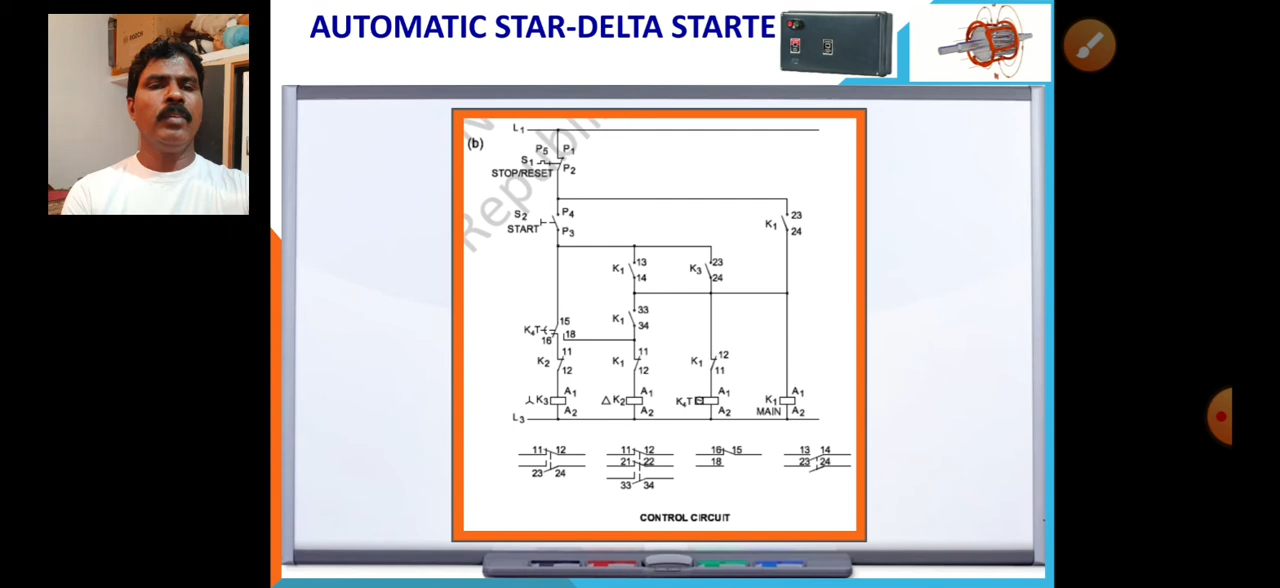 AUTOMATIC STAR-DELTA STARTE
(b)
L1
P5 P1
S1
STOP/RESET P2
S2 P4
START P3
K1 23
24
K1 13
14
K3 23
24
K1 33
34
K4T 15
16 18
K2 11
12
K1 11
12
K1 12
11
⅄ K3 A1
A2
△ K2 A1
A2
K4T A1
A2
K1 A1
MAIN A2
L3
11 12
23 24
11 12
21 22
33 34
16 15
18
13 14
23 24
CONTROL CIRCUIT
Republi